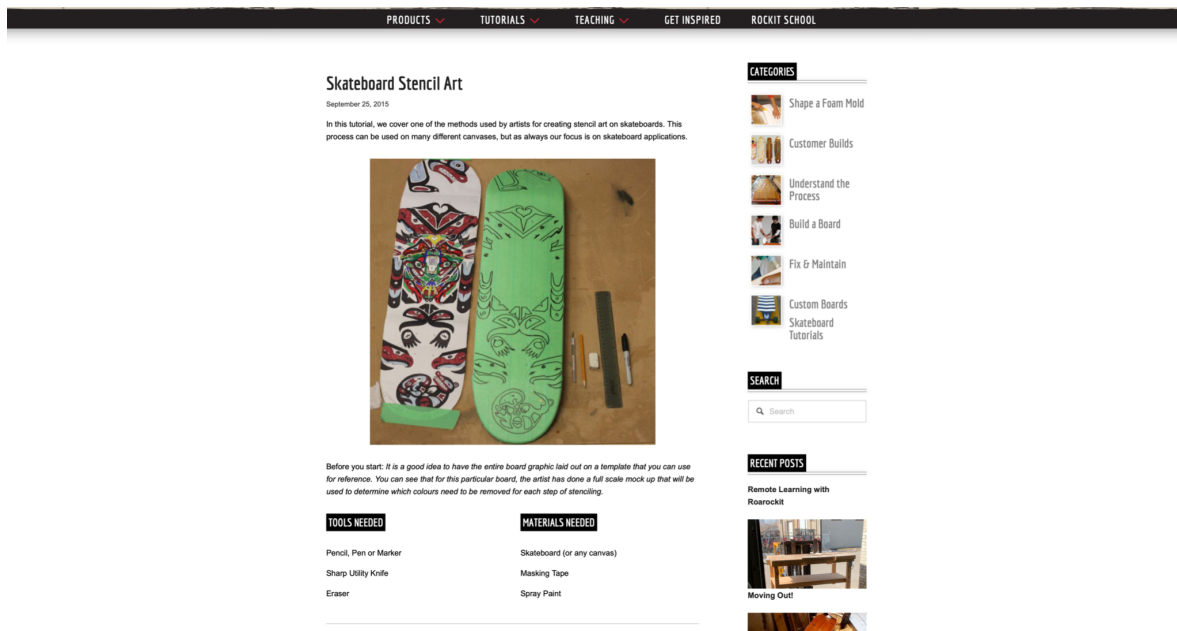 PRODUCTS TUTORIALS TEACHING GET INSPIRED ROCKIT SCHOOL
Skateboard Stencil Art
September 25, 2015
In this tutorial, we cover one of the methods used by artists for creating stencil art on skateboards. This
process can be used on many different canvases, but as always our focus is on skateboard applications.
Before you start: It is a good idea to have the entire board graphic laid out on a template that you can use
for reference. You can see that for this particular board, the artist has done a full scale mock up that will be
used to determine which colours need to be removed for each step of stenciling.
TOOLS NEEDED
Pencil, Pen or Marker
Sharp Utility Knife
Eraser
MATERIALS NEEDED
Skateboard (or any canvas)
Masking Tape
Spray Paint
CATEGORIES
Shape a Foam Mold
Customer Builds
Understand the
Process
Build a Board
Fix & Maintain
Custom Boards
Skateboard
Tutorials
SEARCH
Search
RECENT POSTS
Remote Learning with
Roarockit
Moving Out!